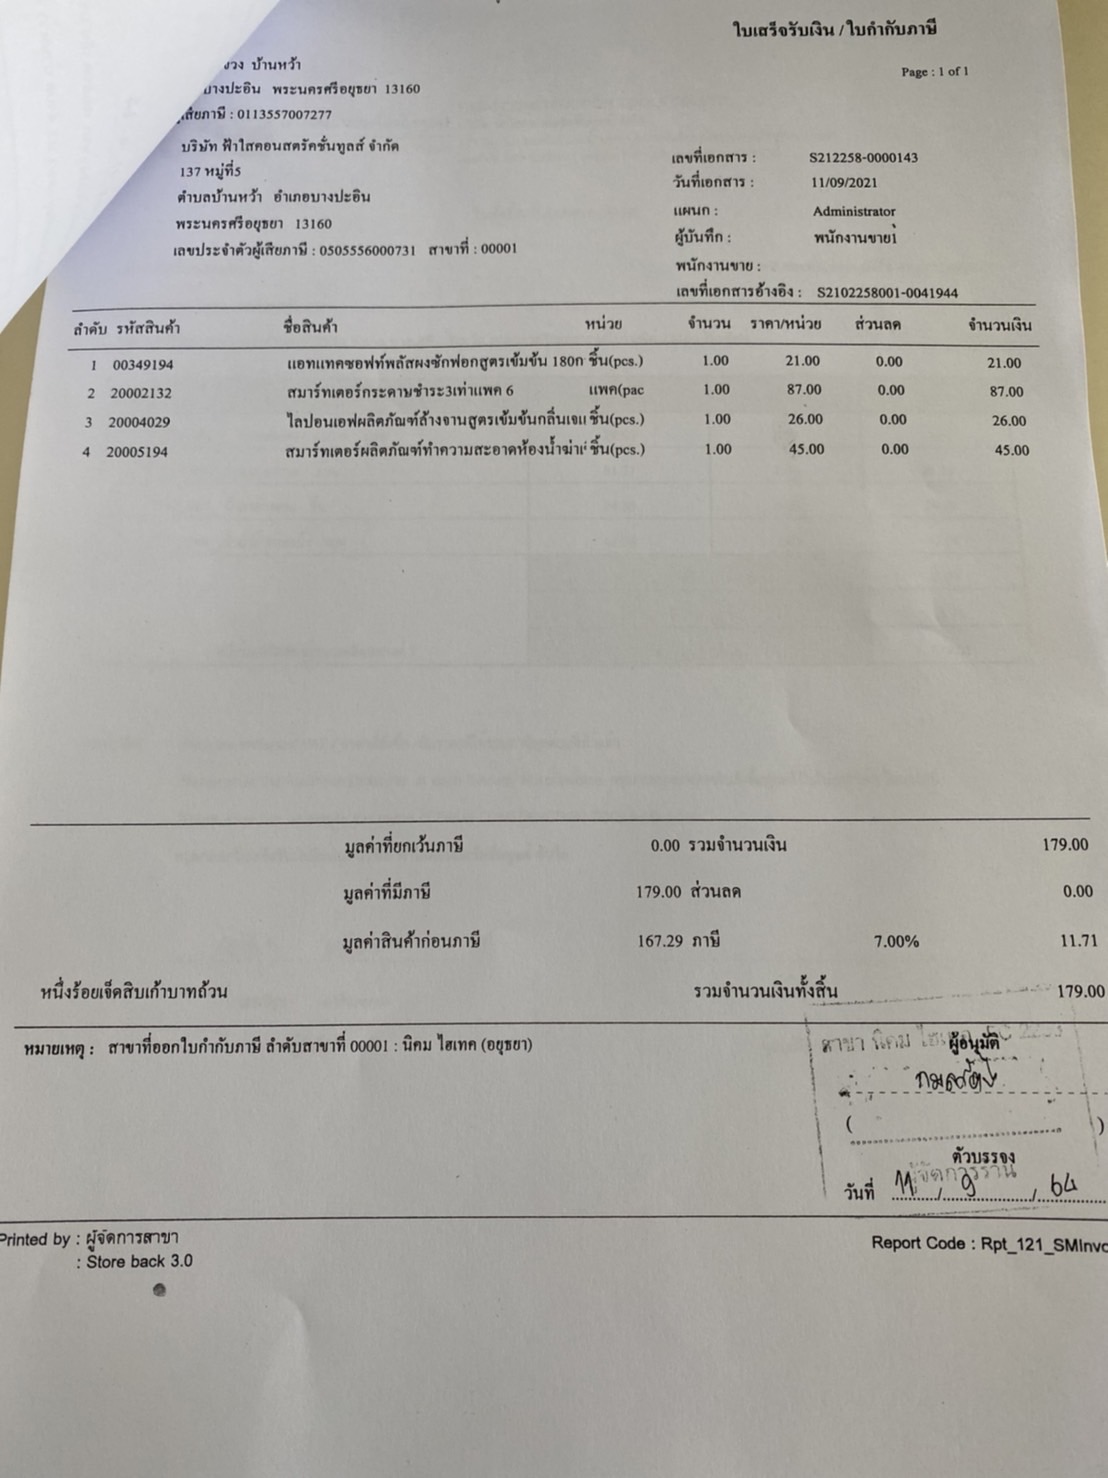 ใบเสร็จรับเงิน / ใบกำกับภาษี
Page : 1 of 1
บ้านหว้า
บางปะอิน พระนครศรีอยุธยา 13160
เสียภาษี : 0113557007277
บริษัท ฟ้าใสคอนสตรัคชั่นทูลส์ จำกัด
137 หมู่ที่5
ตำบลบ้านหว้า อำเภอบางปะอิน
พระนครศรีอยุธยา 13160
เลขประจำตัวผู้เสียภาษี : 0505556000731 สาขาที่ : 00001
เลขที่เอกสาร : S212258-0000143
วันที่เอกสาร : 11/09/2021
แผนก : Administrator
ผู้บันทึก : พนักงานขาย1
พนักงานขาย :
เลขที่เอกสารอ้างอิง : S2102258001-0041944
ลำดับ รหัสสินค้า ชื่อสินค้า หน่วย จำนวน ราคา/หน่วย ส่วนลด จำนวนเงิน
1 00349194 แอทแทคซอฟท์พลัสผงซักฟอกสูตรเข้มข้น 180ก ชิ้น(pcs.) 1.00 21.00 0.00 21.00
2 20002132 สมาร์ทเตอร์กระดาษชำระ3เท่าแพค 6 แพค(pac 1.00 87.00 0.00 87.00
3 20004029 ไลปอนเอฟผลิตภัณฑ์ล้างจานสูตรเข้มข้นกลิ่นเจแ ชิ้น(pcs.) 1.00 26.00 0.00 26.00
4 20005194 สมาร์ทเตอร์ผลิตภัณฑ์ทำความสะอาดห้องน้ำฆ่าเ ชิ้น(pcs.) 1.00 45.00 0.00 45.00
มูลค่าที่ยกเว้นภาษี 0.00 รวมจำนวนเงิน 179.00
มูลค่าที่มีภาษี 179.00 ส่วนลด 0.00
มูลค่าสินค้าก่อนภาษี 167.29 ภาษี 7.00% 11.71
หนึ่งร้อยเจ็ดสิบเก้าบาทถ้วน รวมจำนวนเงินทั้งสิ้น 179.00
หมายเหตุ : สาขาที่ออกใบกำกับภาษี ลำดับสาขาที่ 00001 : นิคม ไฮเทค (อยุธยา)
สาขา นิคม
ผู้อนุมัติ
( )
ตัวบรรจง
ผู้จัดการร้าน
วันที่ 11 / 9 / 64
Printed by : ผู้จัดการสาขา
: Store back 3.0
Report Code : Rpt_121_SMInvo